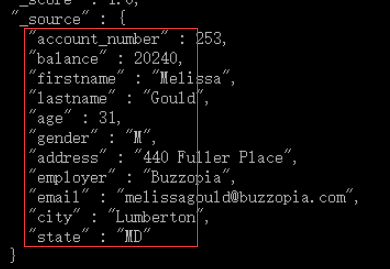 "_score" : 1.0,
"_source" : {
"account_number" : 253,
"balance" : 20240,
"firstname" : "Melissa",
"lastname" : "Gould",
"age" : 31,
"gender" : "M",
"address" : "440 Fuller Place",
"employer" : "Buzzopia",
"email" : "melissagould@buzzopia.com",
"city" : "Lumberton",
"state" : "MD"
}